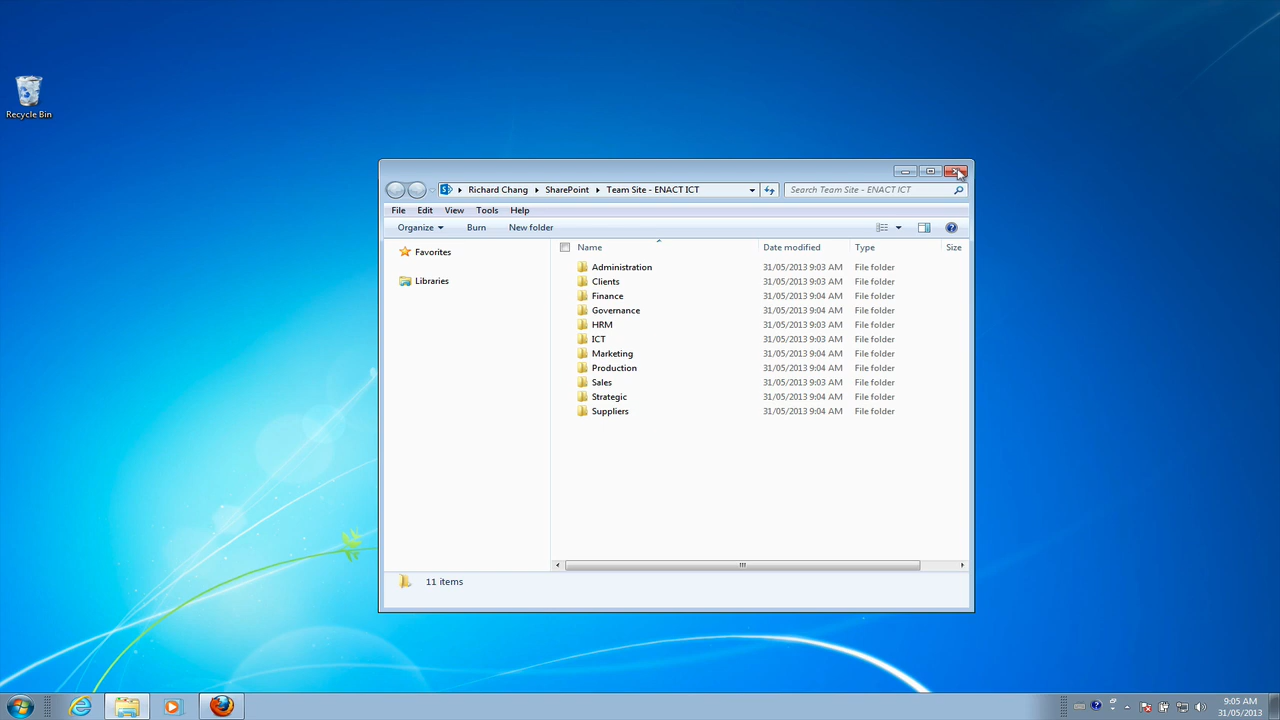 Recycle Bin
Richard Chang SharePoint Team Site - ENACT ICT
Search Team Site - ENACT ICT
File Edit View Tools Help
Organize Burn New folder
Favorites
Libraries
Name Date modified Type Size
Administration 31/05/2013 9:03 AM File folder
Clients 31/05/2013 9:03 AM File folder
Finance 31/05/2013 9:04 AM File folder
Governance 31/05/2013 9:04 AM File folder
HRM 31/05/2013 9:03 AM File folder
ICT 31/05/2013 9:03 AM File folder
Marketing 31/05/2013 9:04 AM File folder
Production 31/05/2013 9:04 AM File folder
Sales 31/05/2013 9:03 AM File folder
Strategic 31/05/2013 9:04 AM File folder
Suppliers 31/05/2013 9:04 AM File folder
11 items
9:05 AM
31/05/2013